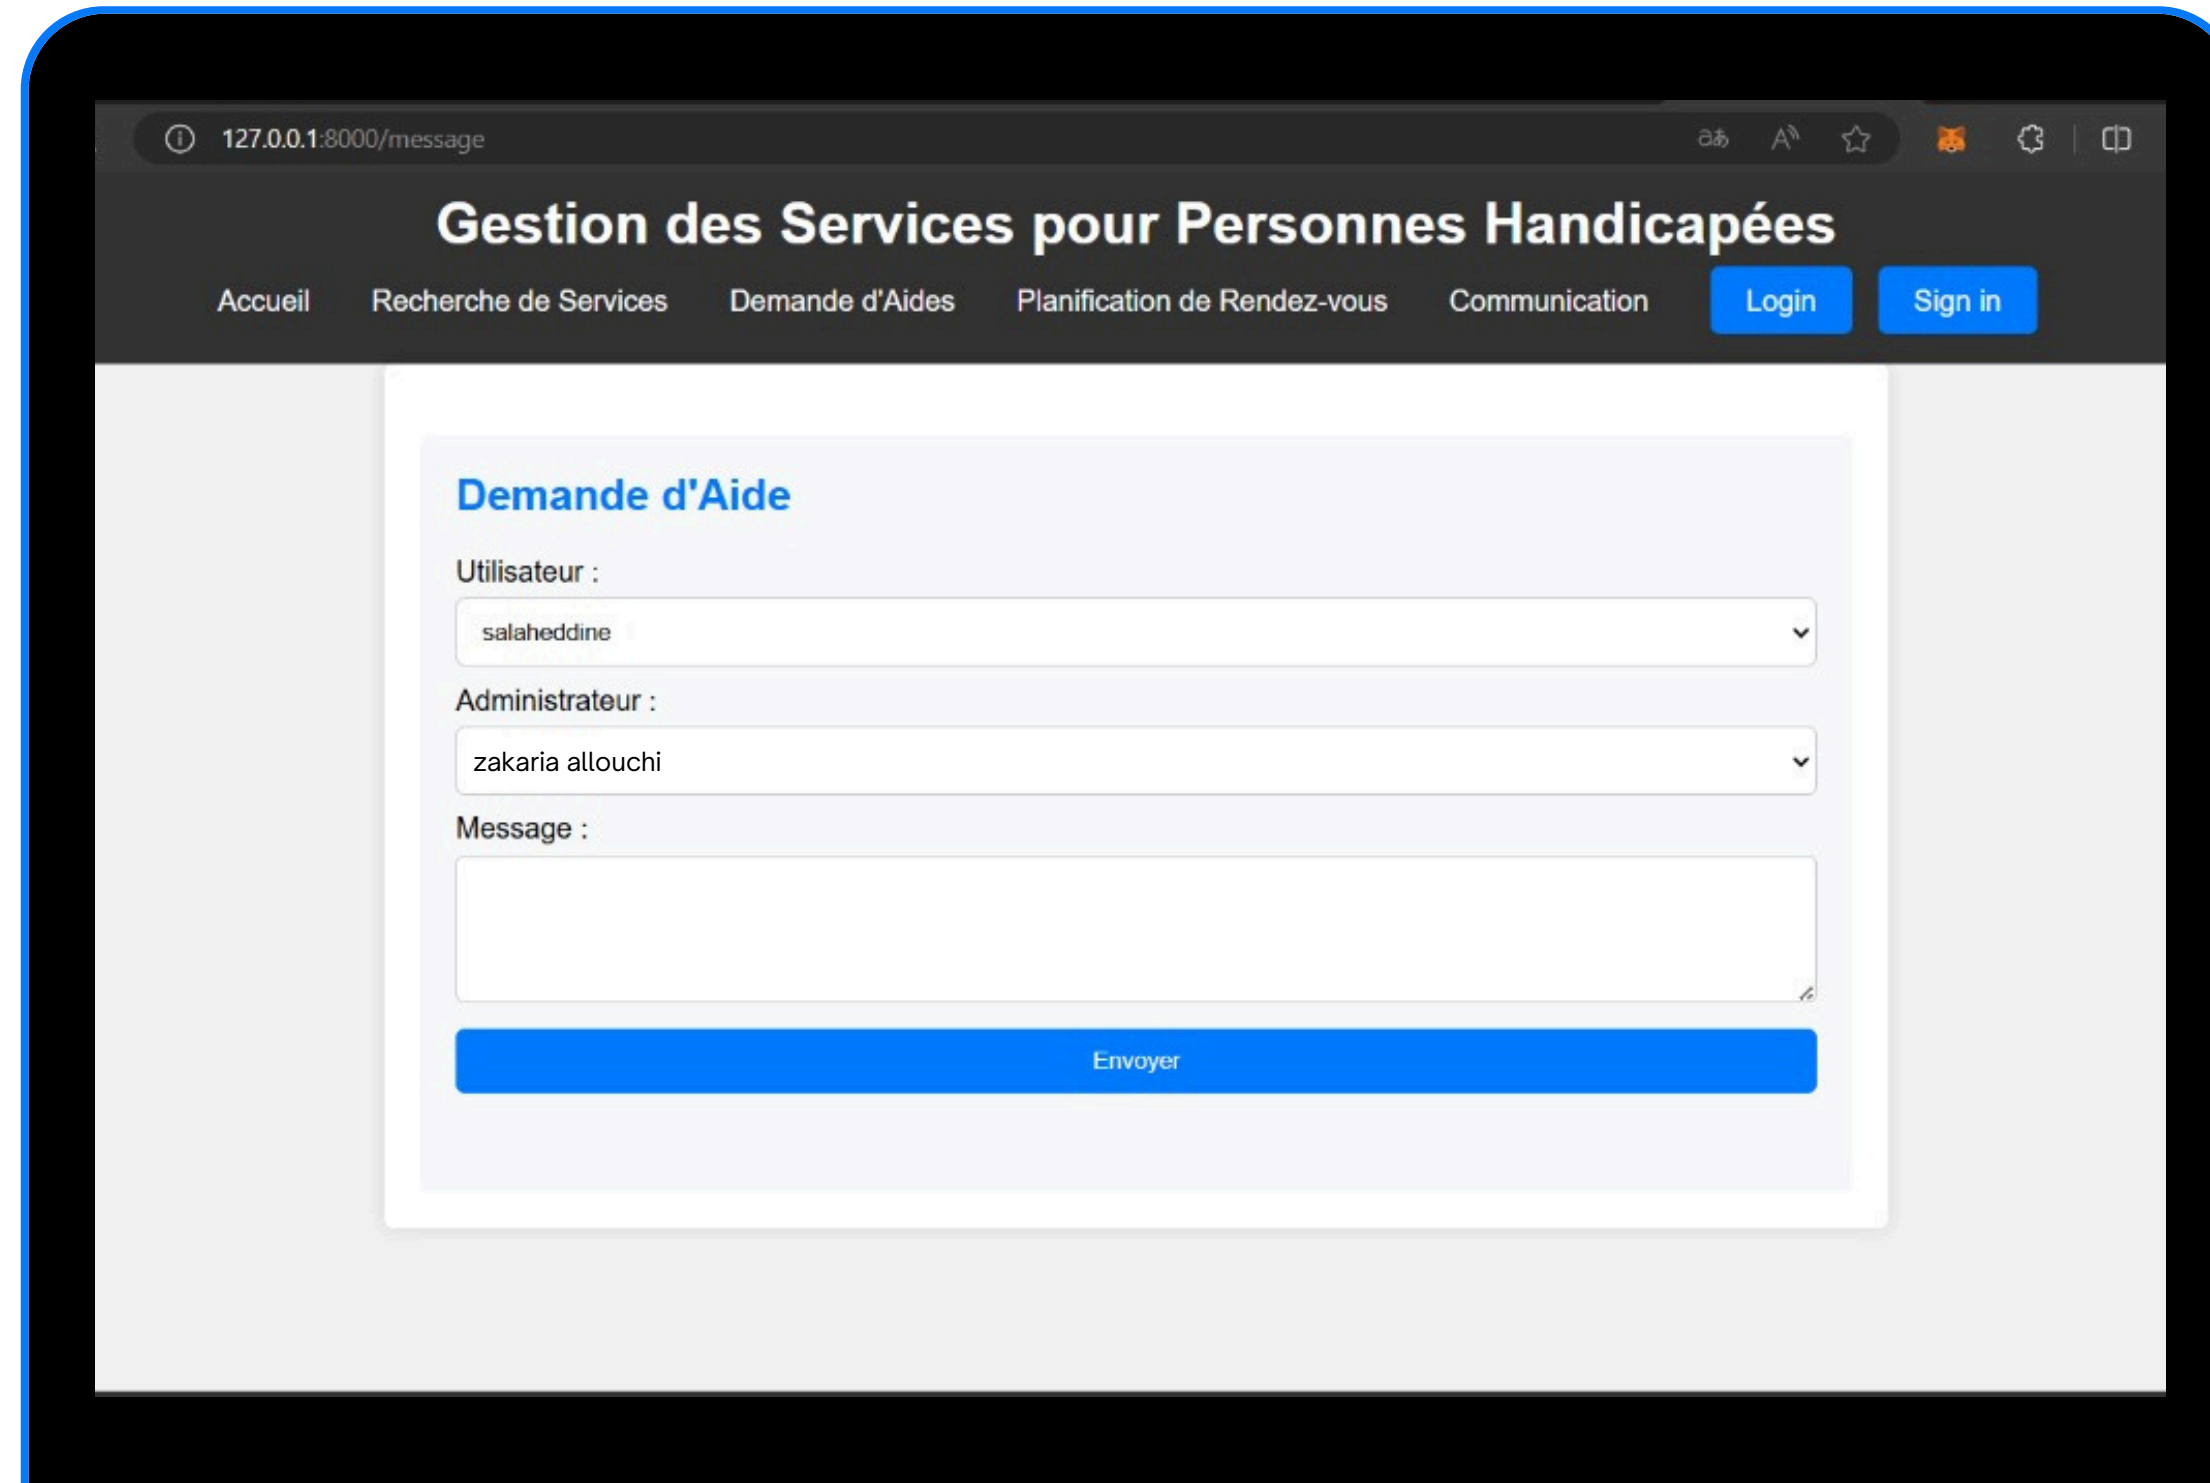 127.0.0.1:8000/message
Gestion des Services pour Personnes Handicapées
Accueil Recherche de Services Demande d'Aides Planification de Rendez-vous Communication Login Sign in
Demande d'Aide
Utilisateur :
salaheddine
Administrateur :
zakaria allouchi
Message :
Envoyer